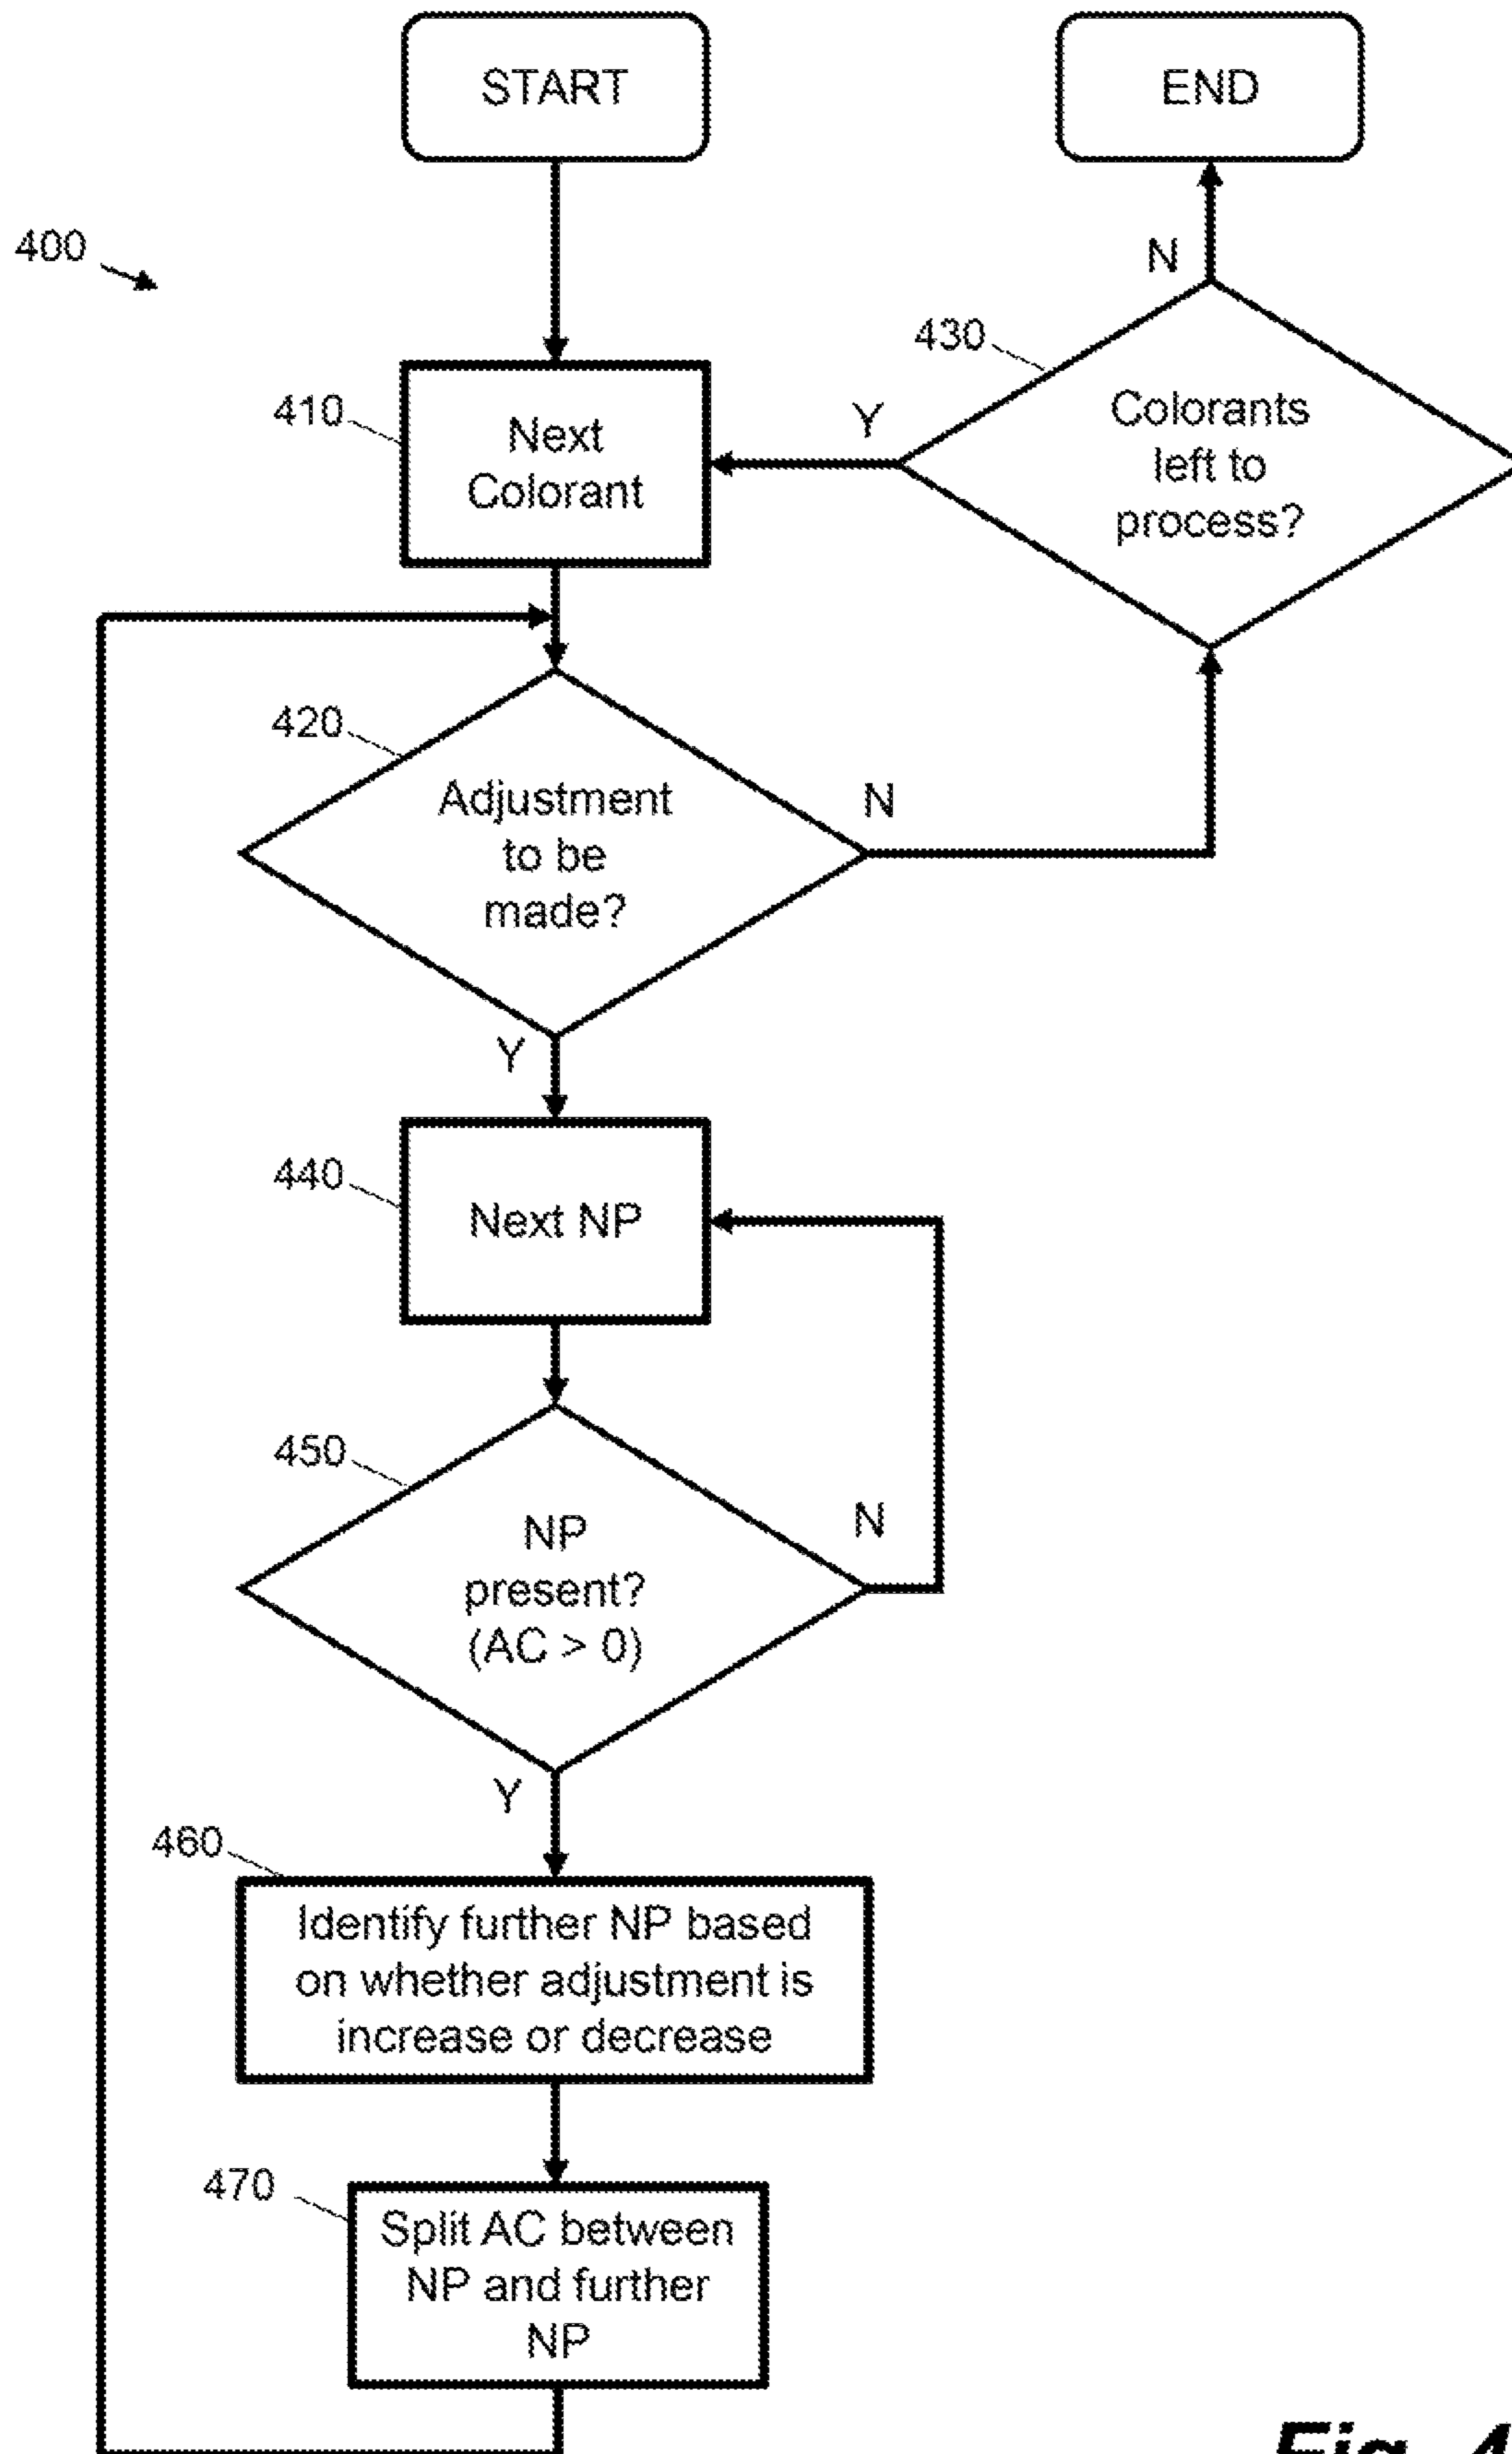 START
END
400
N
430
410
Next
Colorant
Y
Colorants
left to
process?
420
Adjustment
to be
made?
N
Y
440
Next NP
450
NP
present?
(AC > 0)
N
Y
460
Identify further NP based
on whether adjustment is
increase or decrease
470
Split AC between
NP and further
NP
Fig. 4